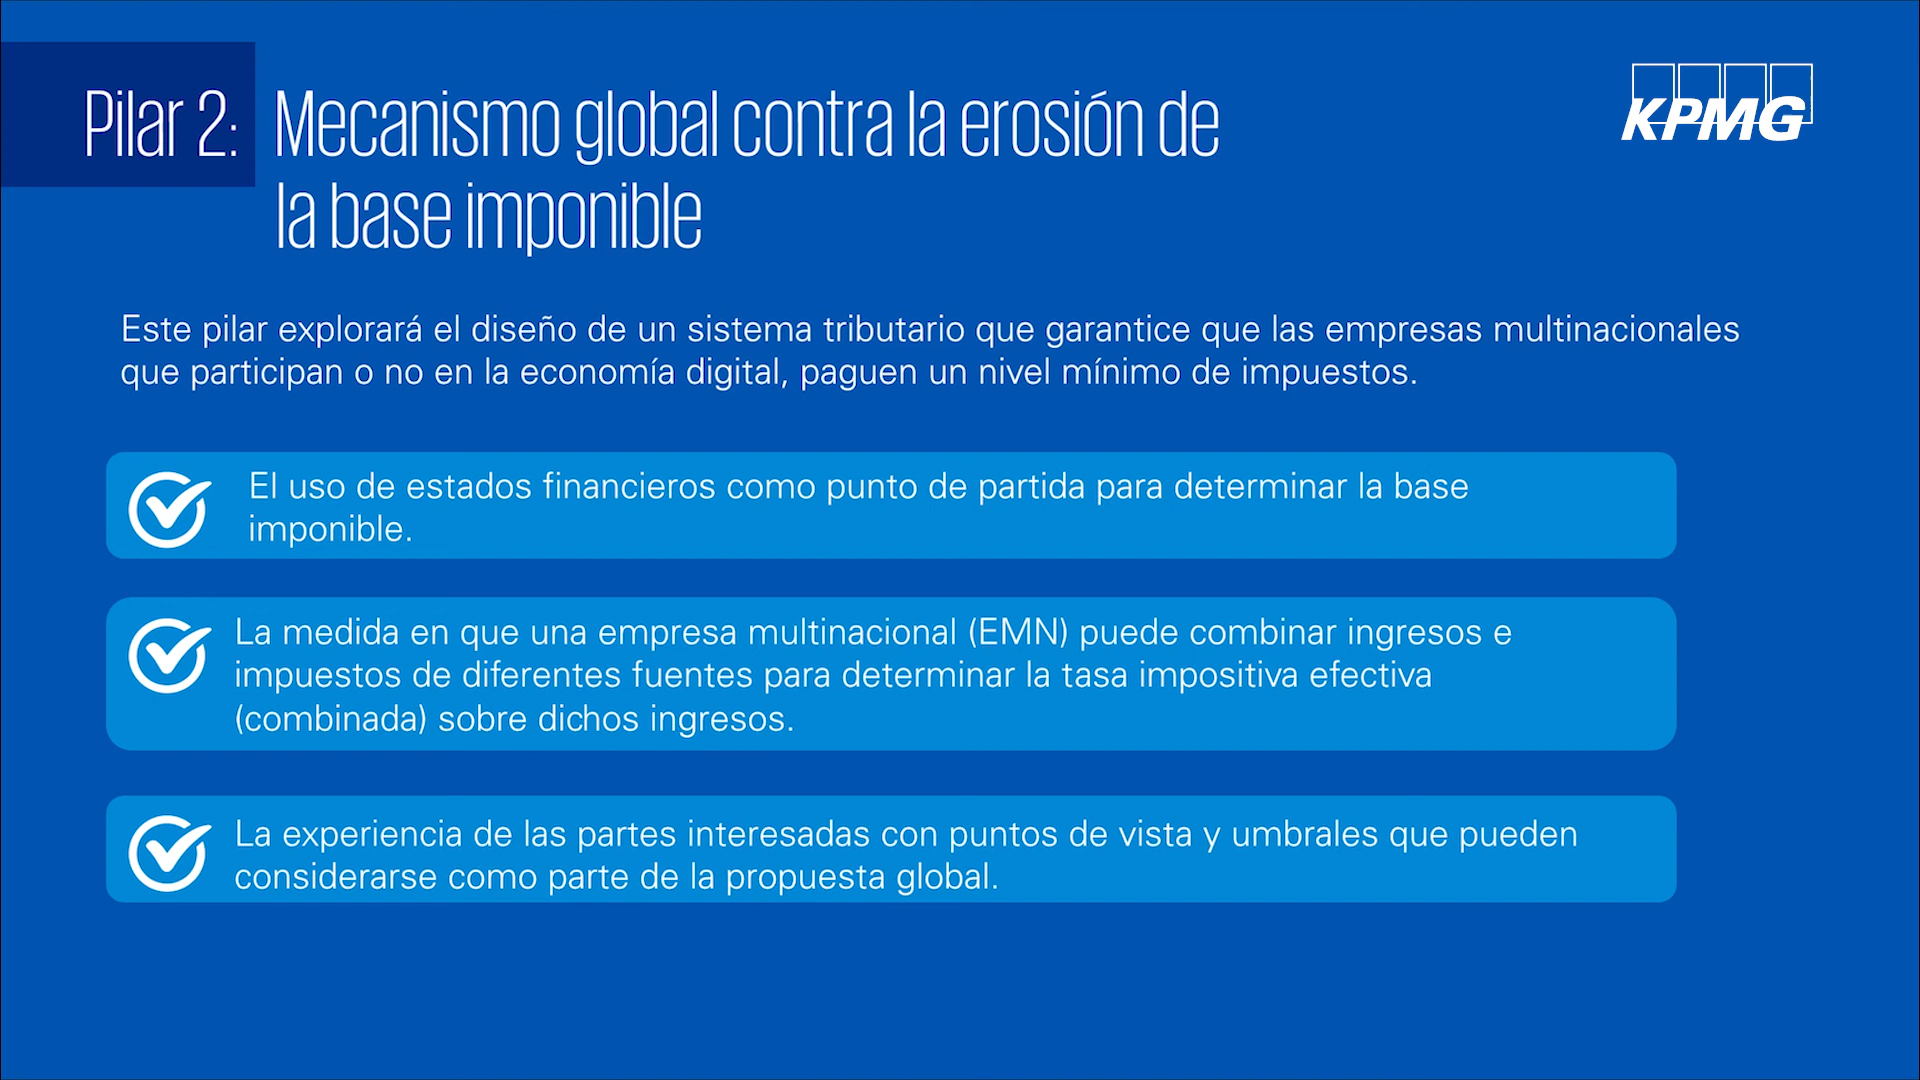 Pilar 2: Mecanismo global contra la erosión de
la base imponible
KPMG
Este pilar explorará el diseño de un sistema tributario que garantice que las empresas multinacionales
que participan o no en la economía digital, paguen un nivel mínimo de impuestos.
El uso de estados financieros como punto de partida para determinar la base
imponible.
La medida en que una empresa multinacional (EMN) puede combinar ingresos e
impuestos de diferentes fuentes para determinar la tasa impositiva efectiva
(combinada) sobre dichos ingresos.
La experiencia de las partes interesadas con puntos de vista y umbrales que pueden
considerarse como parte de la propuesta global.